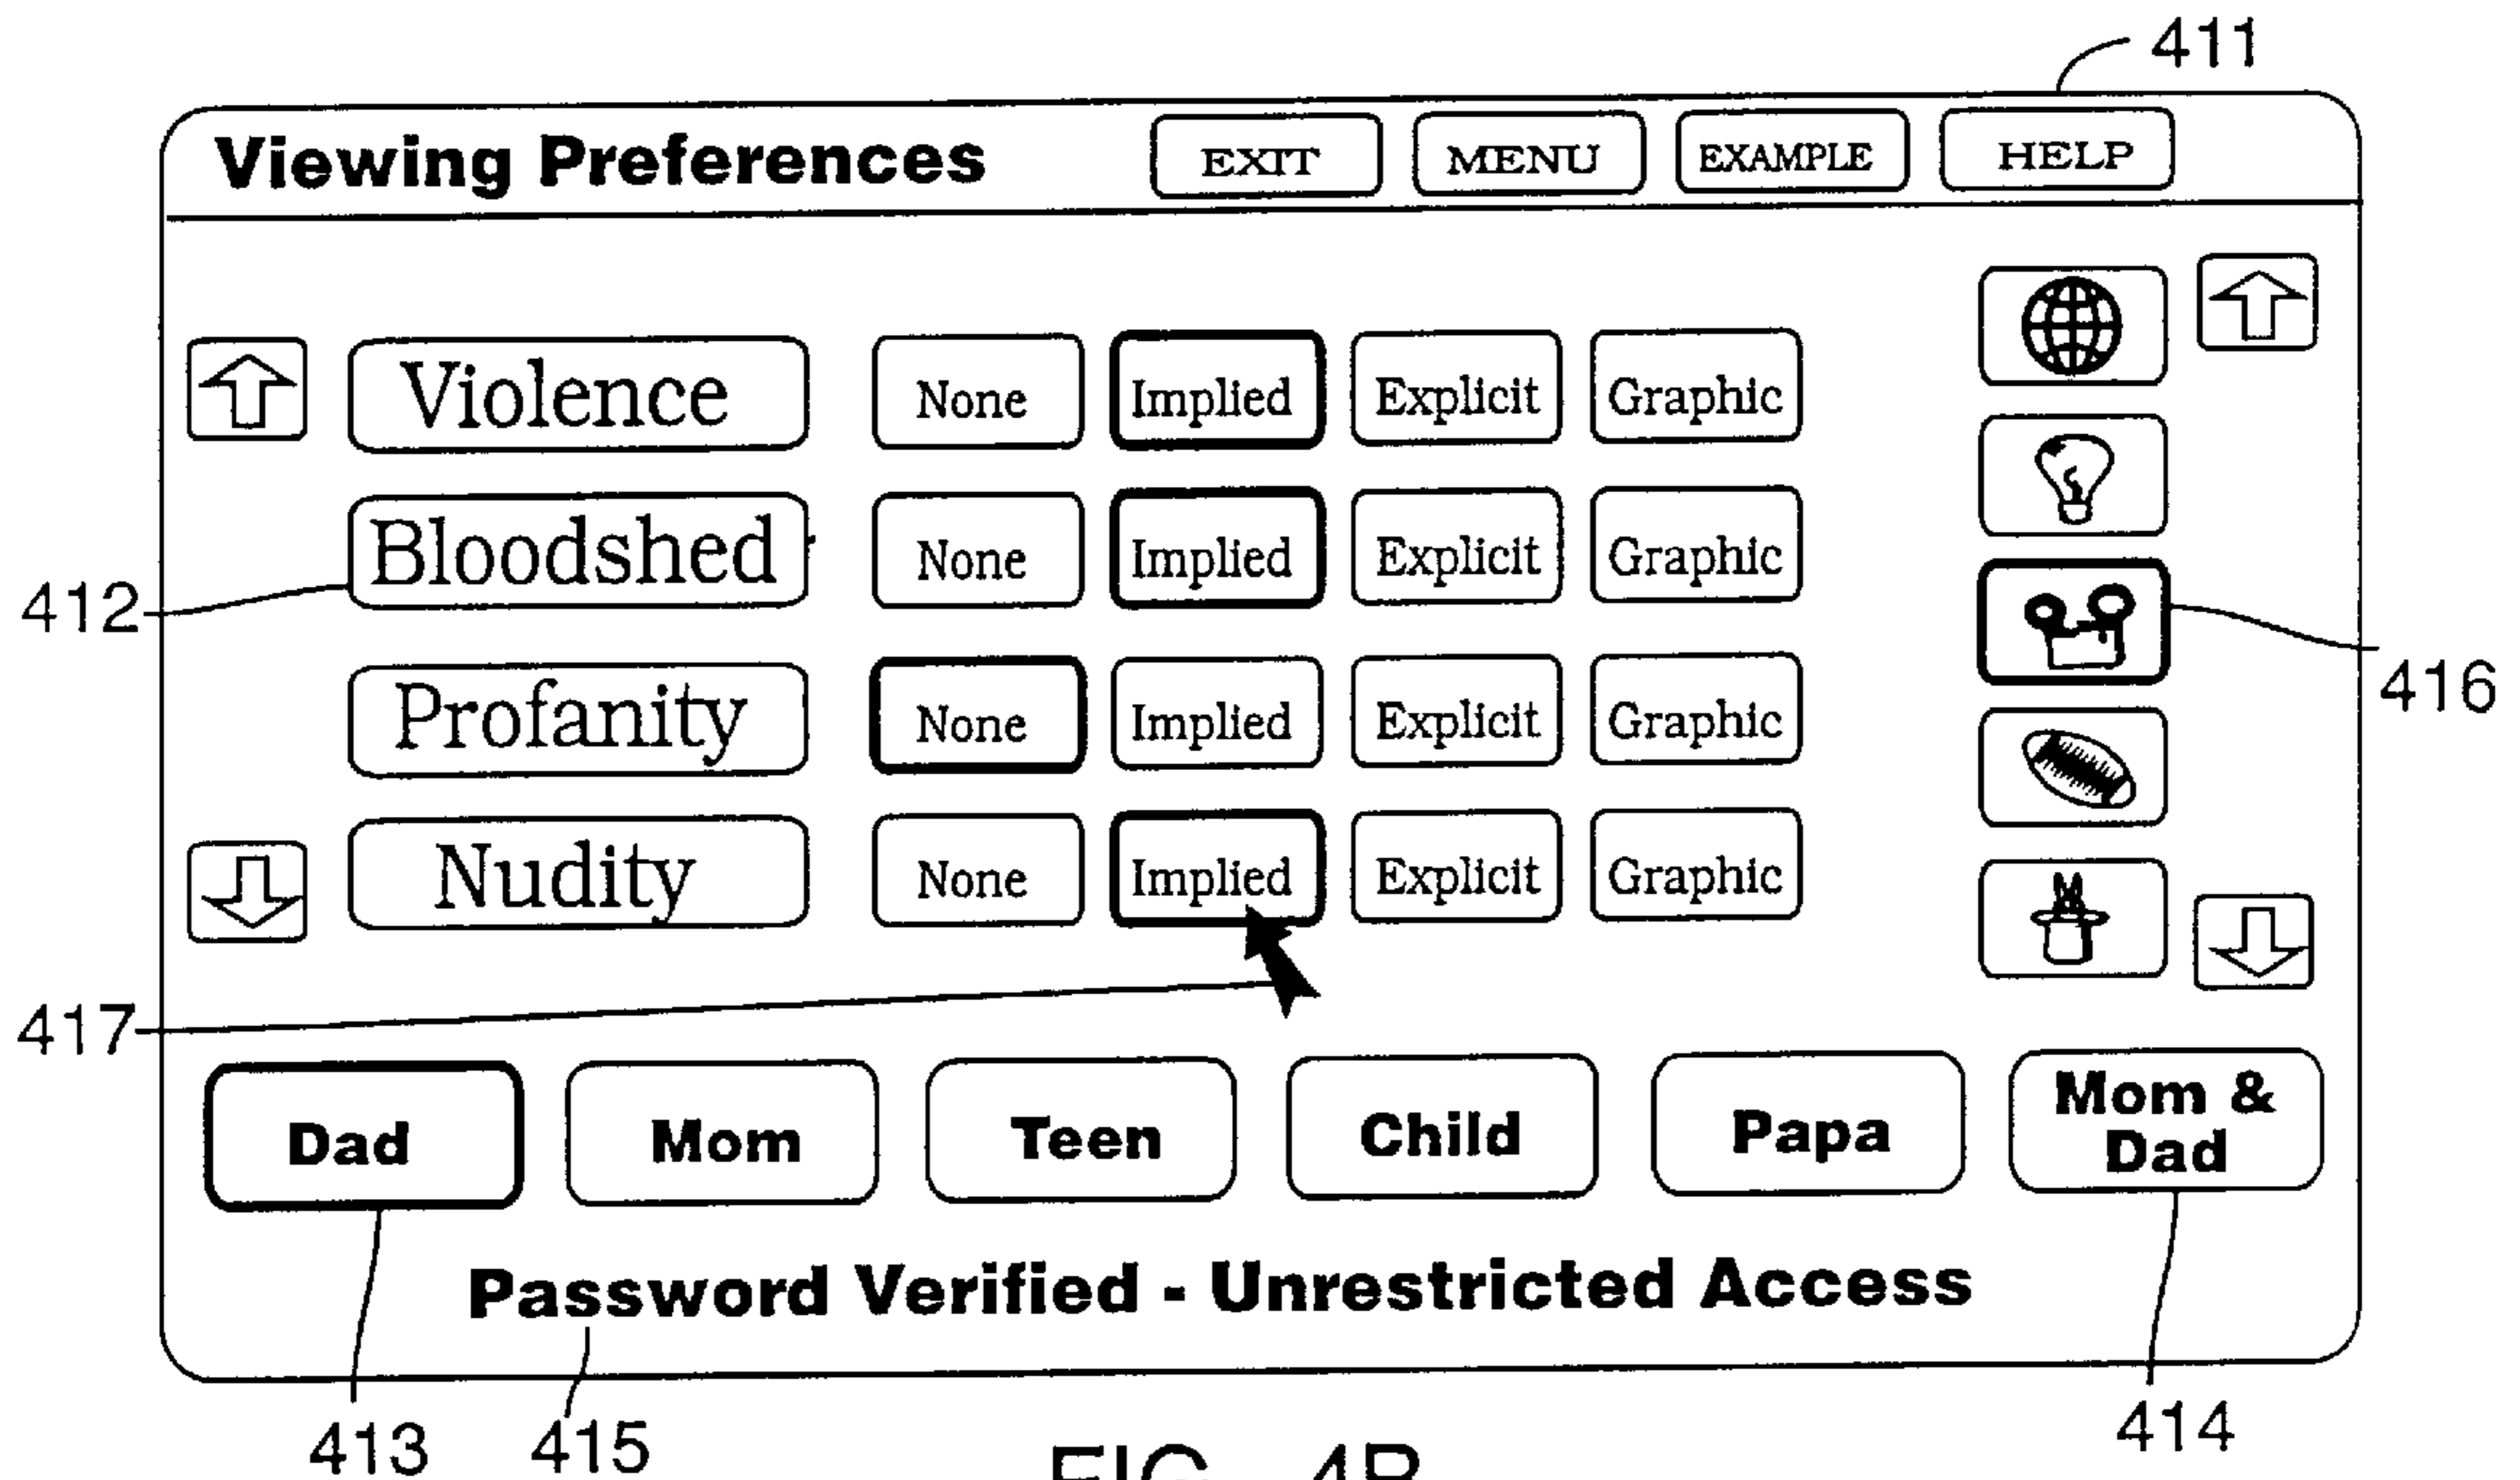 411
Viewing Preferences EXIT MENU EXAMPLE HELP
Violence None Implied Explicit Graphic
Bloodshed None Implied Explicit Graphic
412
416
Profanity None Implied Explicit Graphic
Nudity None Implied Explicit Graphic
417
Dad Mom Teen Child Papa Mom &
Dad
Password Verified - Unrestricted Access
413 415 414
FIG. 4B